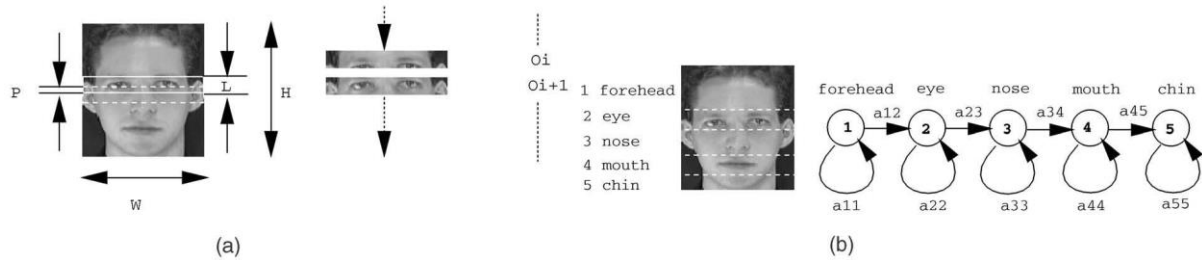 P
L
H
W
(a)
Oi
Oi+1
1 forehead
2 eye
3 nose
4 mouth
5 chin
forehead eye nose mouth chin
a12 a23 a34 a45
1 2 3 4 5
a11 a22 a33 a44 a55
(b)